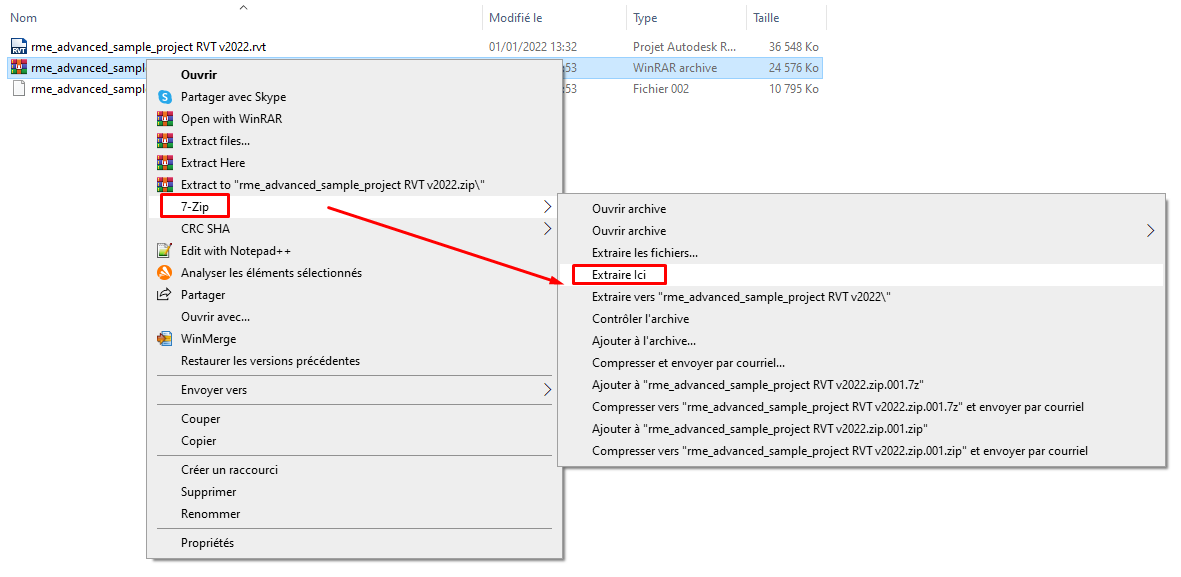 Nom Modifié le Type Taille
rme_advanced_sample_project RVT v2022.rvt 01/01/2022 13:32 Projet Autodesk R... 36 548 Ko
rme_advanced_sampl :53 WinRAR archive 24 576 Ko
rme_advanced_sampl :53 Fichier 002 10 795 Ko
Ouvrir
Partager avec Skype
Open with WinRAR
Extract files...
Extract Here
Extract to "rme_advanced_sample_project RVT v2022.zip\"
7-Zip
CRC SHA
Edit with Notepad++
Analyser les éléments sélectionnés
Partager
Ouvrir avec...
WinMerge
Restaurer les versions précédentes
Envoyer vers
Couper
Copier
Créer un raccourci
Supprimer
Renommer
Propriétés
Ouvrir archive
Ouvrir archive
Extraire les fichiers...
Extraire Ici
Extraire vers "rme_advanced_sample_project RVT v2022\"
Contrôler l'archive
Ajouter à l'archive...
Compresser et envoyer par courriel...
Ajouter à "rme_advanced_sample_project RVT v2022.zip.001.7z"
Compresser vers "rme_advanced_sample_project RVT v2022.zip.001.7z" et envoyer par courriel
Ajouter à "rme_advanced_sample_project RVT v2022.zip.001.zip"
Compresser vers "rme_advanced_sample_project RVT v2022.zip.001.zip" et envoyer par courriel